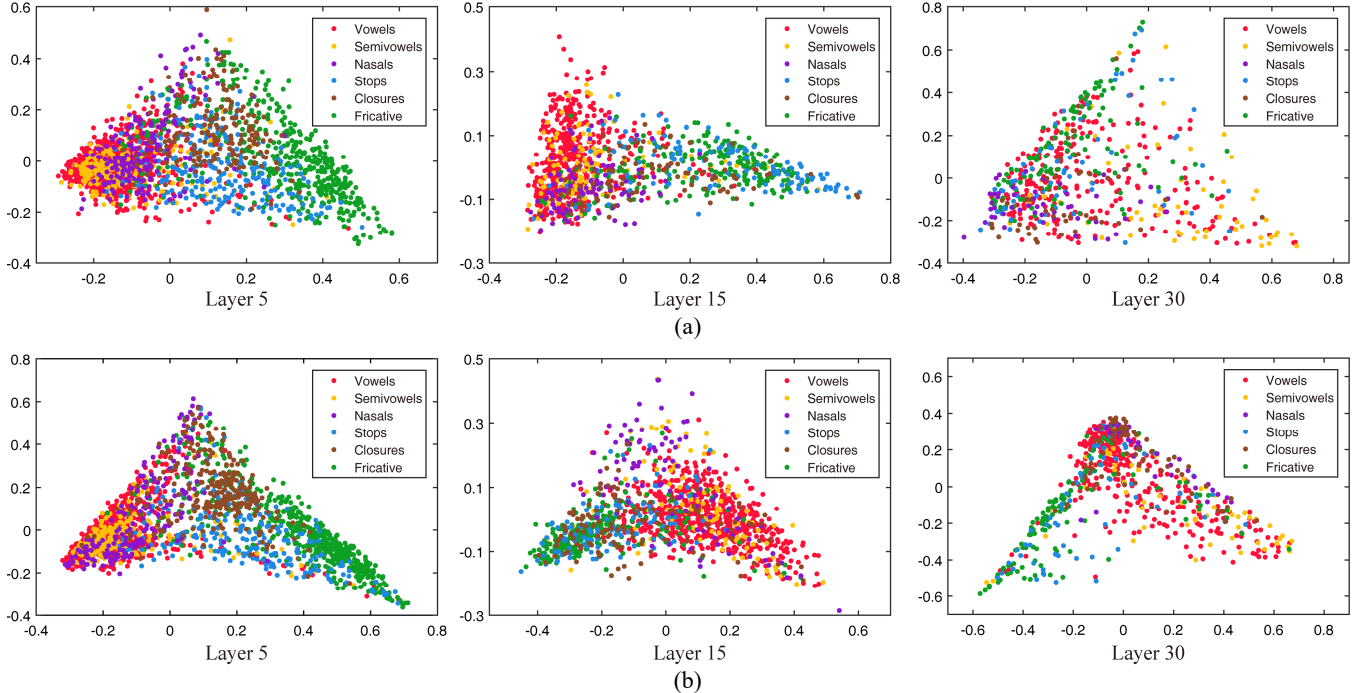 0.6
0.4
0.2
0
-0.2
-0.4
-0.2 0 0.2 0.4 0.6
Vowels
Semivowels
Nasals
Stops
Closures
Fricative
Layer 5
0.5
0.3
0.1
-0.1
-0.3
-0.4 -0.2 0 0.2 0.4 0.6 0.8
Vowels
Semivowels
Nasals
Stops
Closures
Fricative
Layer 15
0.8
0.6
0.4
0.2
0
-0.2
-0.4
-0.4 -0.2 0 0.2 0.4 0.6 0.8
Vowels
Semivowels
Nasals
Stops
Closures
Fricative
Layer 30
(a)
0.8
0.6
0.4
0.2
0
-0.2
-0.4
-0.4 -0.2 0 0.2 0.4 0.6 0.8
Vowels
Semivowels
Nasals
Stops
Closures
Fricative
Layer 5
0.5
0.3
0.1
-0.1
-0.3
-0.4 -0.2 0 0.2 0.4 0.6
Vowels
Semivowels
Nasals
Stops
Closures
Fricative
Layer 15
0.6
0.4
0.2
0
-0.2
-0.4
-0.6
-0.6 -0.4 -0.2 0 0.2 0.4 0.6 0.8
Vowels
Semivowels
Nasals
Stops
Closures
Fricative
Layer 30
(b)